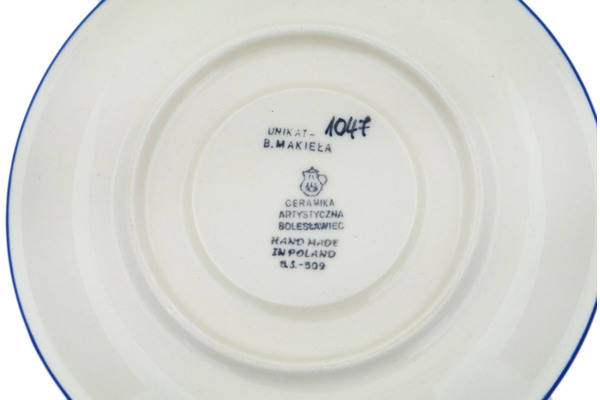 UNIKAT- 1047
B.MAKIEŁA
CERAMIKA
ARTYSTYCZNA
BOLESŁAWIEC
HAND MADE
IN POLAND
B.S.-509